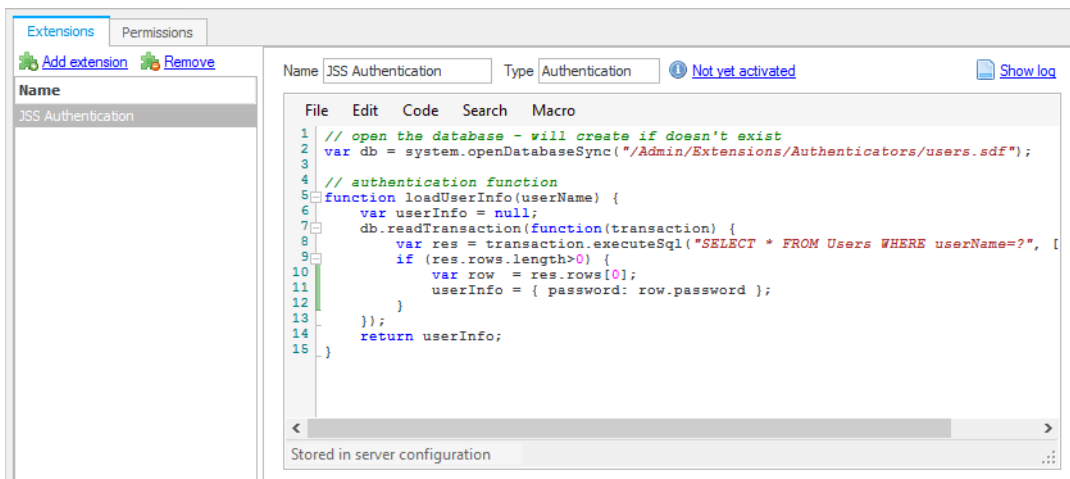 Extensions Permissions
Add extension Remove
Name
JSS Authentication
Name JSS Authentication Type Authentication Not yet activated Show log
File Edit Code Search Macro
1 // open the database - will create if doesn't exist
2 var db = system.openDatabaseSync("/Admin/Extensions/Authenticators/users.sdf");
3
4 // authentication function
5 function loadUserInfo(userName) {
6     var userInfo = null;
7     db.readTransaction(function(transaction) {
8         var res = transaction.executeSql("SELECT * FROM Users WHERE userName=?", [
9         if (res.rows.length>0) {
10             var row  = res.rows[0];
11             userInfo = { password: row.password };
12         }
13     });
14     return userInfo;
15 }
Stored in server configuration